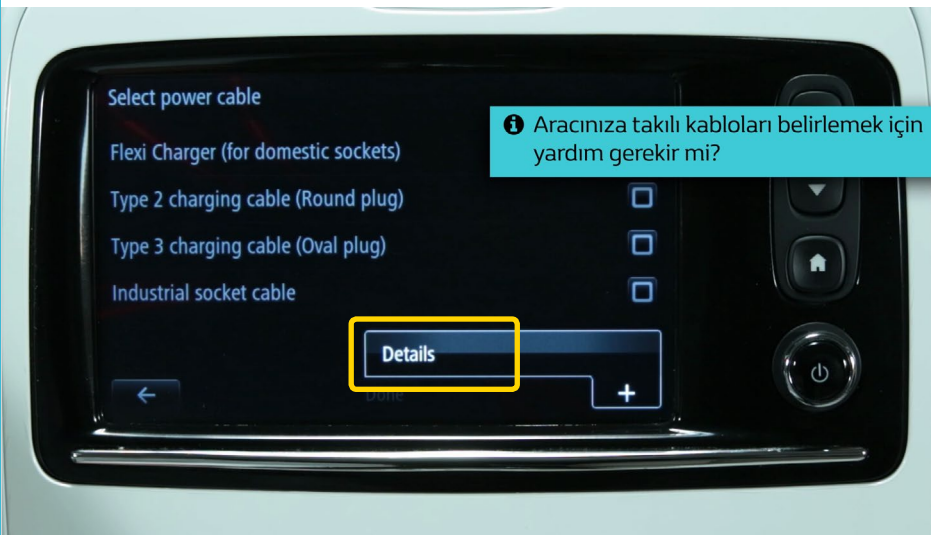 Select power cable
Flexi Charger (for domestic sockets)
Aracınıza takılı kabloları belirlemek için
yardım gerekir mi?
Type 2 charging cable (Round plug)
Type 3 charging cable (Oval plug)
Industrial socket cable
Details
Done